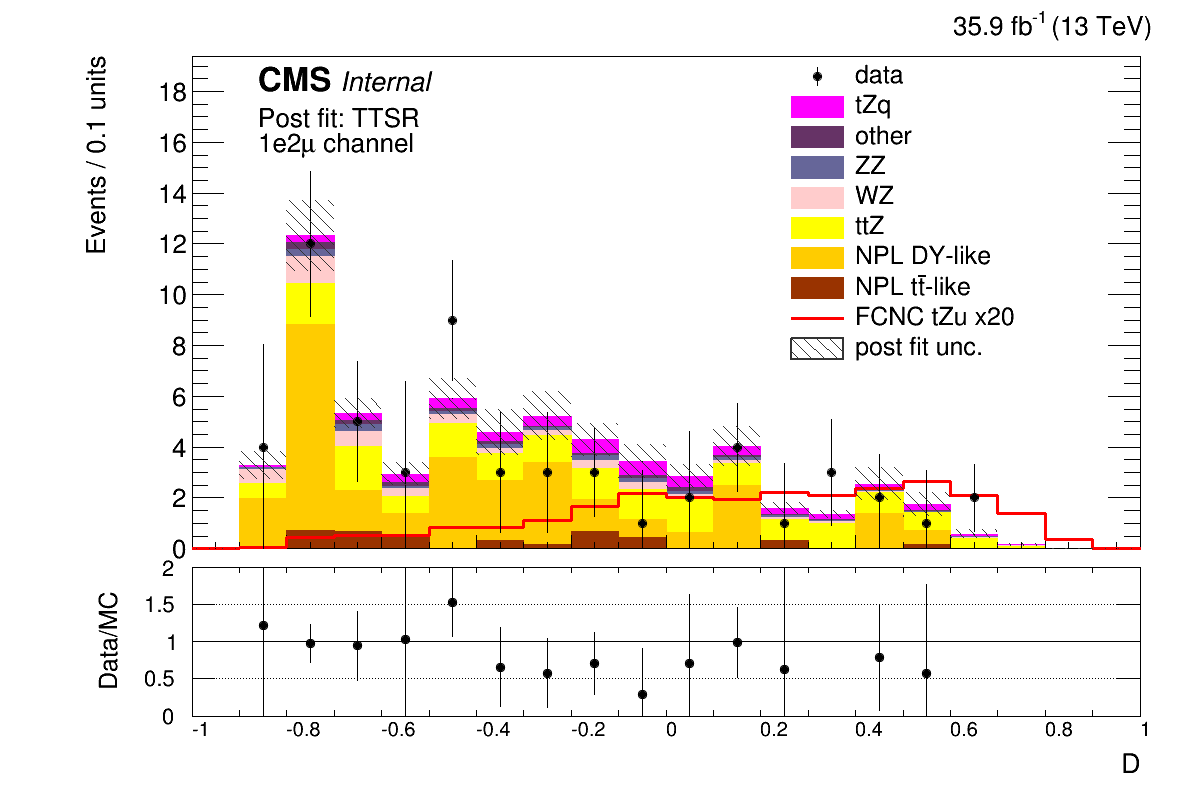 35.9 fb-1 (13 TeV)
Events / 0.1 units
CMS Internal
Post fit: TTSR
1e2μ channel
data
tZq
other
ZZ
WZ
ttZ
NPL DY-like
NPL tt̄-like
FCNC tZu x20
post fit unc.
18
16
14
12
10
8
6
4
2
0
Data/MC
2
1.5
1
0.5
0
-1 -0.8 -0.6 -0.4 -0.2 0 0.2 0.4 0.6 0.8 1
D